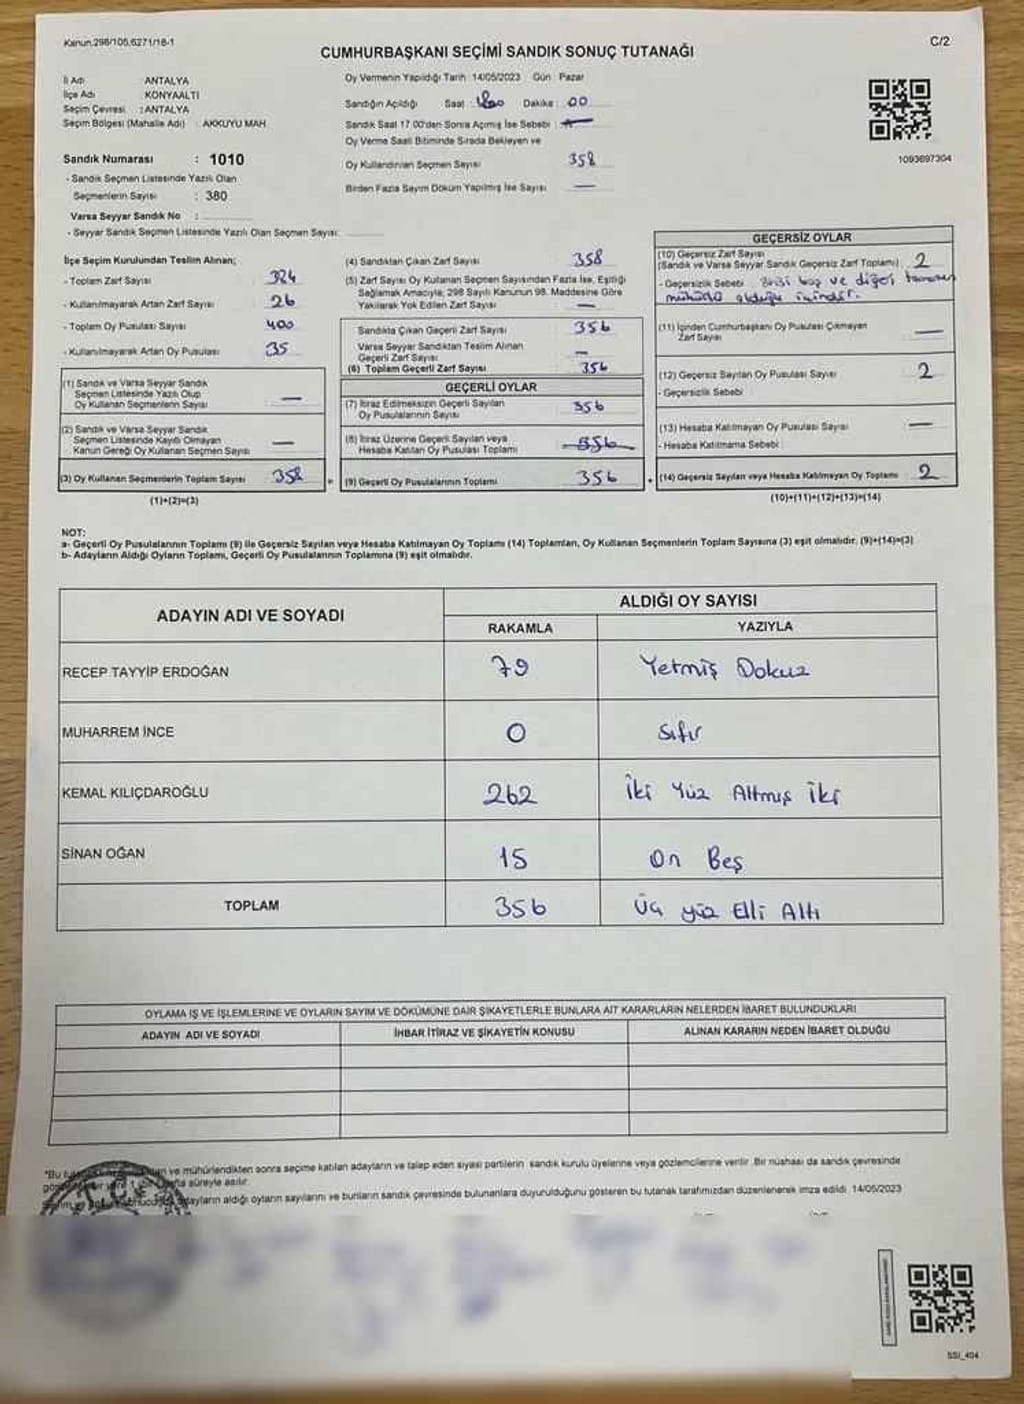 Kanun:298/105,6271/18-1
C/2
CUMHURBAŞKANI SEÇİMİ SANDIK SONUÇ TUTANAĞI
İl Adı ANTALYA
İlçe Adı KONYAALTI
Seçim Çevresi : ANTALYA
Seçim Bölgesi (Mahalle Adı) : AKKUYU MAH.
Sandık Numarası : 1010
- Sandık Seçmen Listesinde Yazılı Olan
Seçmenlerin Sayısı : 380
Varsa Seyyar Sandık No :
- Seyyar Sandık Seçmen Listesinde Yazılı Olan Seçmen Sayısı:
Oy Vermenin Yapıldığı Tarih :14/05/2023 Gün : Pazar
Sandığın Açıldığı Saat : Dakika : 00
Sandık Saat 17.00'den Sonra Açımış İse Sebebi :
Oy Verme Saati Bitiminde Sırada Bekleyen ve
Oy Kullandırılan Seçmen Sayısı 358
Birden Fazla Sayım Döküm Yapılmış İse Sayısı —
1093697304
İlçe Seçim Kurulundan Teslim Alınan;
- Toplam Zarf Sayısı 324
- Kullanılmayarak Artan Zarf Sayısı 26
- Toplam Oy Pusulası Sayısı 400
- Kullanılmayarak Artan Oy Pusulası 35
(1) Sandık ve Varsa Seyyar Sandık
Seçmen Listesinde Yazılı Olup
Oy Kullanan Seçmenlerin Sayısı —
(2) Sandık ve Varsa Seyyar Sandık
Seçmen Listesinde Kayıtlı Olmayan
Kanun Gereği Oy Kullanan Seçmen Sayısı —
(3) Oy Kullanan Seçmenlerin Toplam Sayısı 358
(1)+(2)=(3)
(4) Sandıktan Çıkan Zarf Sayısı 358
(5) Zarf Sayısı Oy Kullanan Seçmen Sayısından Fazla İse, Eşitliği
Sağlamak Amacıyla, 298 Sayılı Kanunun 98. Maddesine Göre
Yakılarak Yok Edilen Zarf Sayısı —
Sandıkta Çıkan Geçerli Zarf Sayısı 356
Varsa Seyyar Sandıktan Teslim Alınan
Geçerli Zarf Sayısı —
(6) Toplam Geçerli Zarf Sayısı 356
GEÇERLİ OYLAR
(7) İtiraz Edilmeksizin Geçerli Sayılan
Oy Pusulalarının Sayısı 356
(8) İtiraz Üzerine Geçerli Sayılan veya
Hesaba Katılan Oy Pusulası Toplamı 356
(9) Geçerli Oy Pusulalarının Toplamı 356
GEÇERSİZ OYLAR
(10) Geçersiz Zarf Sayısı
(Sandık ve Varsa Seyyar Sandık Geçersiz Zarf Toplamı) 2
- Geçersizlik Sebebi Birisi boş ve diğer
mühürlü olduğu içindir.
(11) İçinden Cumhurbaşkanı Oy Pusulası Çıkmayan
Zarf Sayısı —
(12) Geçersiz Sayılan Oy Pusulası Sayısı 2
- Geçersizlik Sebebi
(13) Hesaba Katılmayan Oy Pusulası Sayısı —
- Hesaba Katılmama Sebebi
(14) Geçersiz Sayılan veya Hesaba Katılmayan Oy Toplamı 2
(10)+(11)+(12)+(13)=(14)
NOT:
a- Geçerli Oy Pusulalarının Toplamı (9) ile Geçersiz Sayılan veya Hesaba Katılmayan Oy Toplamı (14) Toplamları, Oy Kullanan Seçmenlerin Toplam Sayısına (3) eşit olmalıdır. (9)+(14)=(3)
b- Adayların Aldığı Oyların Toplamı, Geçerli Oy Pusulalarının Toplamına (9) eşit olmalıdır.
ADAYIN ADI VE SOYADI
ALDIĞI OY SAYISI
RAKAMLA YAZIYLA
RECEP TAYYİP ERDOĞAN 79 Yetmiş Dokuz
MUHARREM İNCE 0 Sıfır
KEMAL KILIÇDAROĞLU 262 İki Yüz Altmış İki
SİNAN OĞAN 15 On Beş
TOPLAM 356 Üç yüz Elli Altı
OYLAMA İŞ VE İŞLEMLERİNE VE OYLARIN SAYIM VE DÖKÜMÜNE DAİR ŞİKAYETLERLE BUNLARA AİT KARARLARIN NELERDEN İBARET BULUNDUKLARI
ADAYIN ADI VE SOYADI İHBAR İTİRAZ VE ŞİKAYETİN KONUSU ALINAN KARARIN NEDEN İBARET OLDUĞU
*Bu ve mühürlendikten sonra seçime katılan adayların ve talep eden siyasi partilerin sandık kurulu üyelerine veya gözlemcilerine verilir. Bir nüshası da sandık çevresinde
süreyle asılır.
adayların aldığı oyların sayılarını ve bunların sandık çevresinde bulunanlara duyurulduğunu gösteren bu tutanak tarafımızdan düzenlenerek imza edildi. 14/05/2023
SSI_404